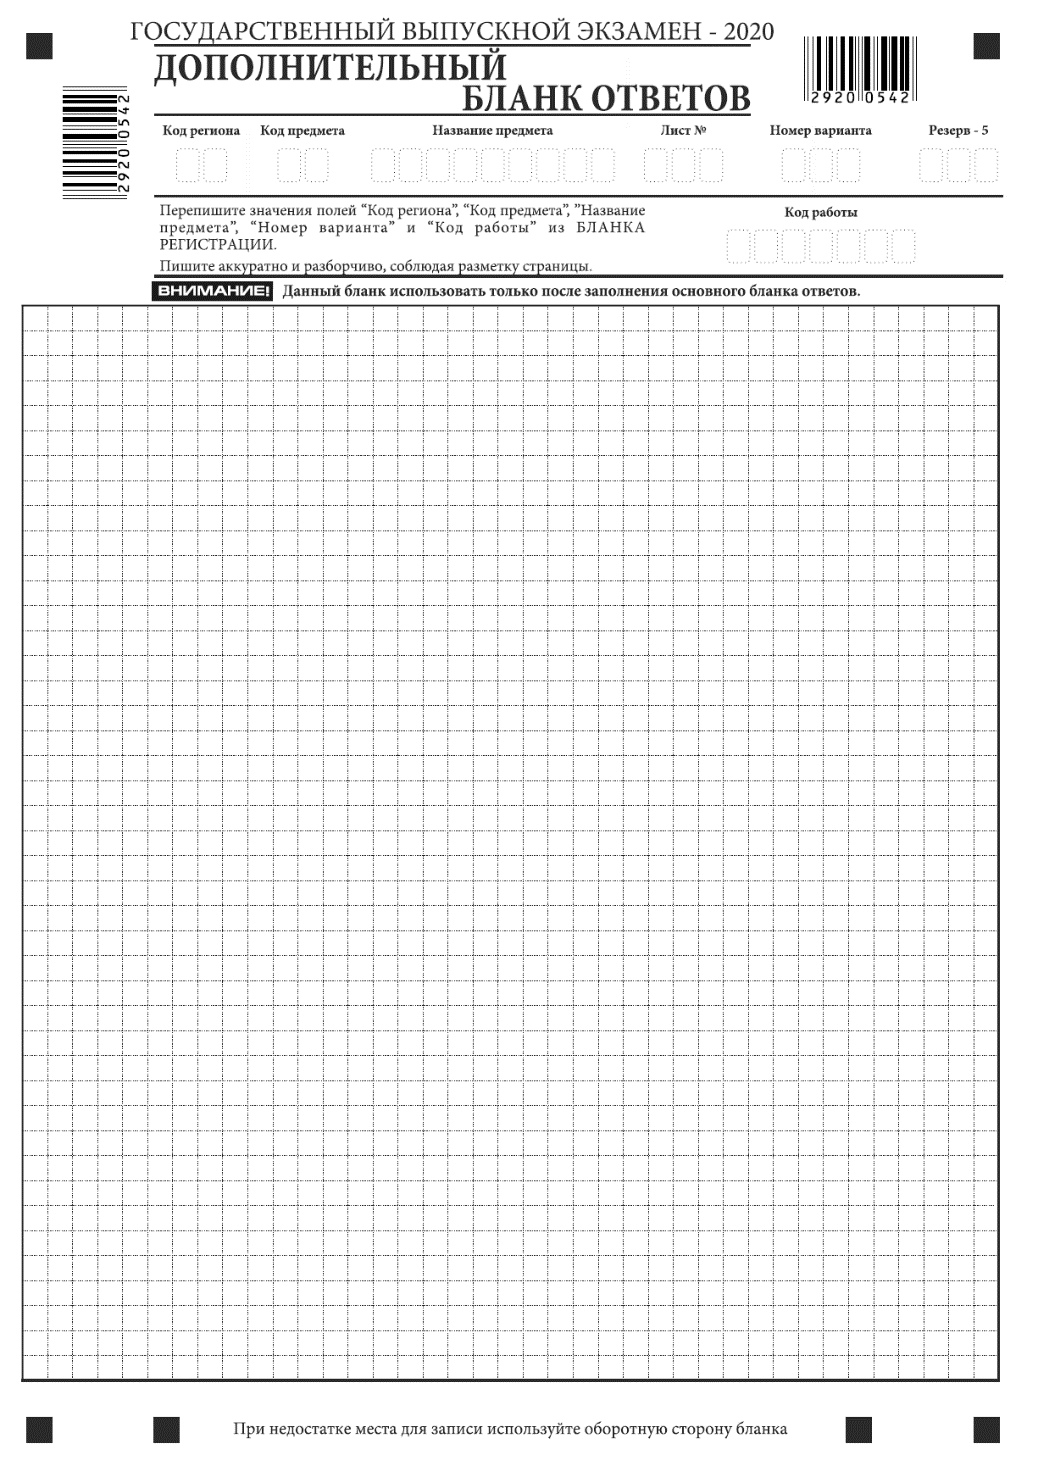 ГОСУДАРСТВЕННЫЙ ВЫПУСКНОЙ ЭКЗАМЕН - 2020
ДОПОЛНИТЕЛЬНЫЙ
БЛАНК ОТВЕТОВ
2920 0542
2920 0542
Код региона Код предмета Название предмета Лист № Номер варианта Резерв - 5
Перепишите значения полей “Код региона”, “Код предмета”, ”Название
предмета”, “Номер варианта” и “Код работы” из БЛАНКА
РЕГИСТРАЦИИ.
Пишите аккуратно и разборчиво, соблюдая разметку страницы.
Код работы
ВНИМАНИЕ! Данный бланк использовать только после заполнения основного бланка ответов.
При недостатке места для записи используйте оборотную сторону бланка